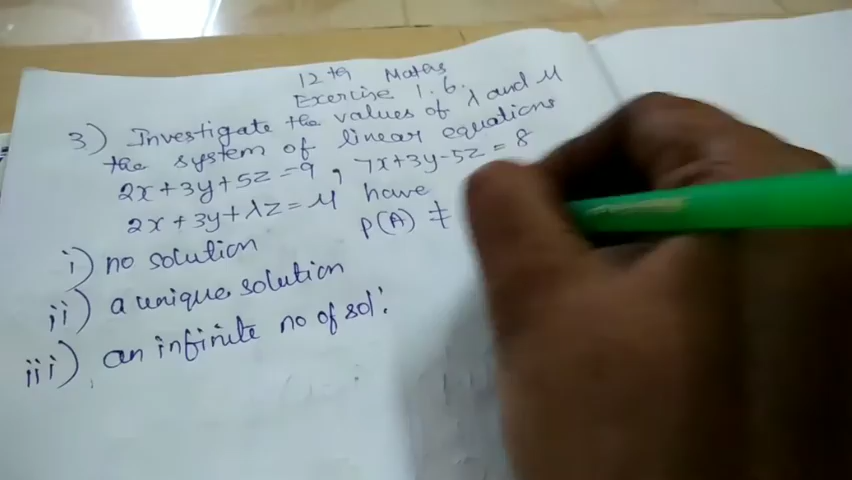 12th Maths
Exercise 1.6.
3) Investigate the values of λ and μ
the system of linear equations
2x+3y+5z=9, 7x+3y-5z=8
2x+3y+λz=μ have
i) no solution
P(A) ≠
ii) a unique solution
iii) an infinite no of sol'.